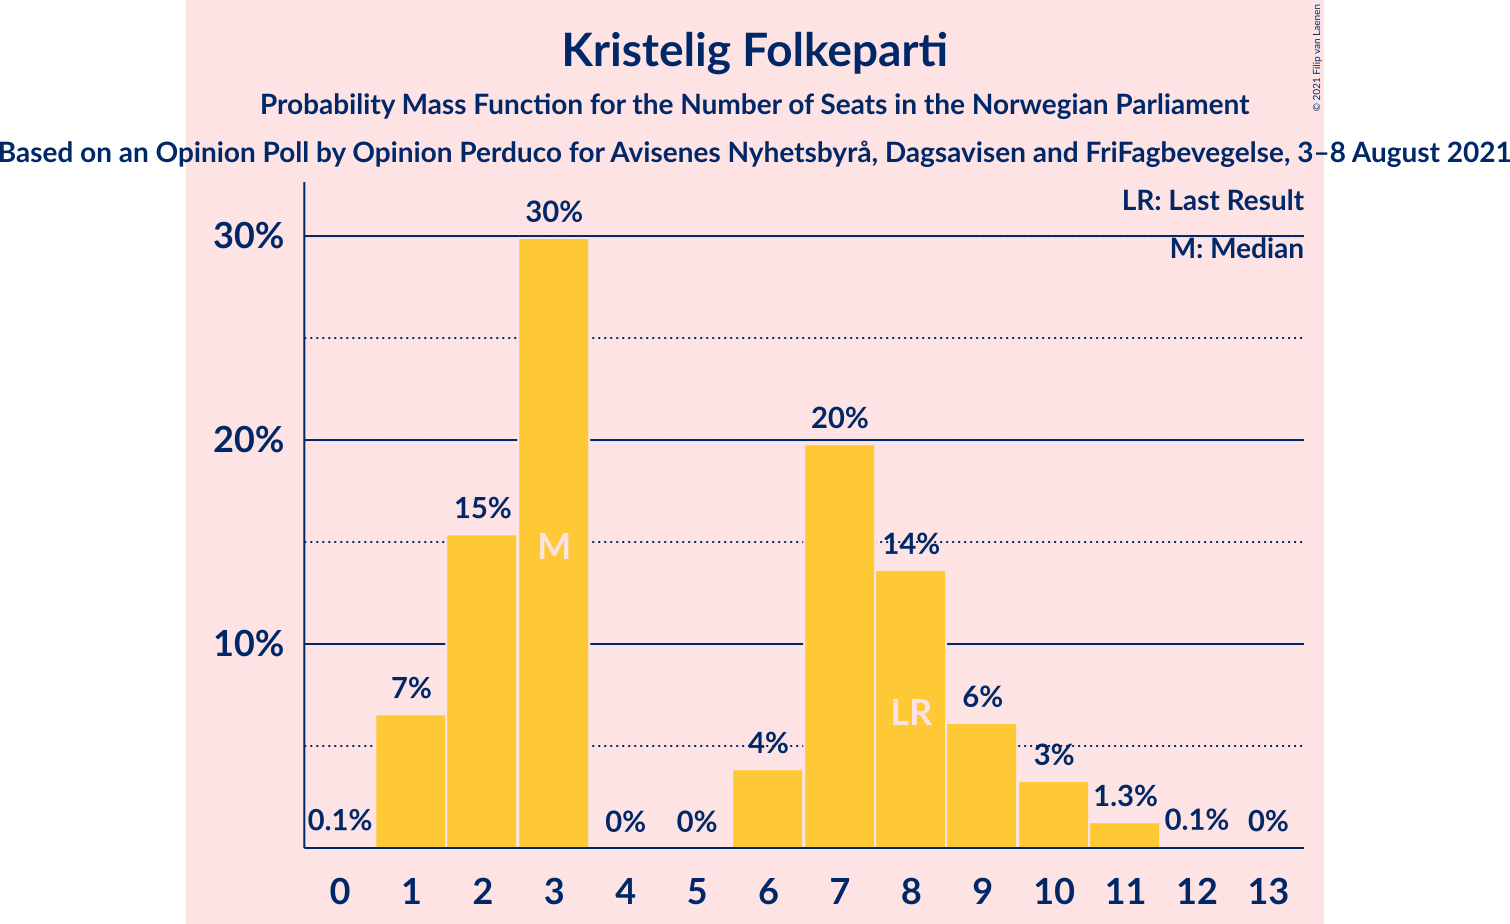 Kristelig Folkeparti
Probability Mass Function for the Number of Seats in the Norwegian Parliament
Based on an Opinion Poll by Opinion Perduco for Avisenes Nyhetsbyrå, Dagsavisen and FriFagbevegelse, 3–8 August 2021
© 2021 Filip van Laenen
LR: Last Result
M: Median
30%
20%
10%
0.1%
7%
15%
30%
0%
0%
4%
20%
14%
6%
3%
1.3%
0.1%
0%
M
LR
0 1 2 3 4 5 6 7 8 9 10 11 12 13